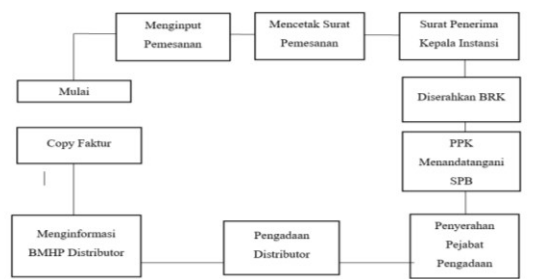 Mulai
Menginput
Pemesanan
Mencetak Surat
Pemesanan
Surat Penerima
Kepala Instansi
Diserahkan BRK
PPK
Menandatangani
SPB
Penyerahan
Pejabat
Pengadaan
Pengadaan
Distributor
Menginformasi
BMHP Distributor
Copy Faktur